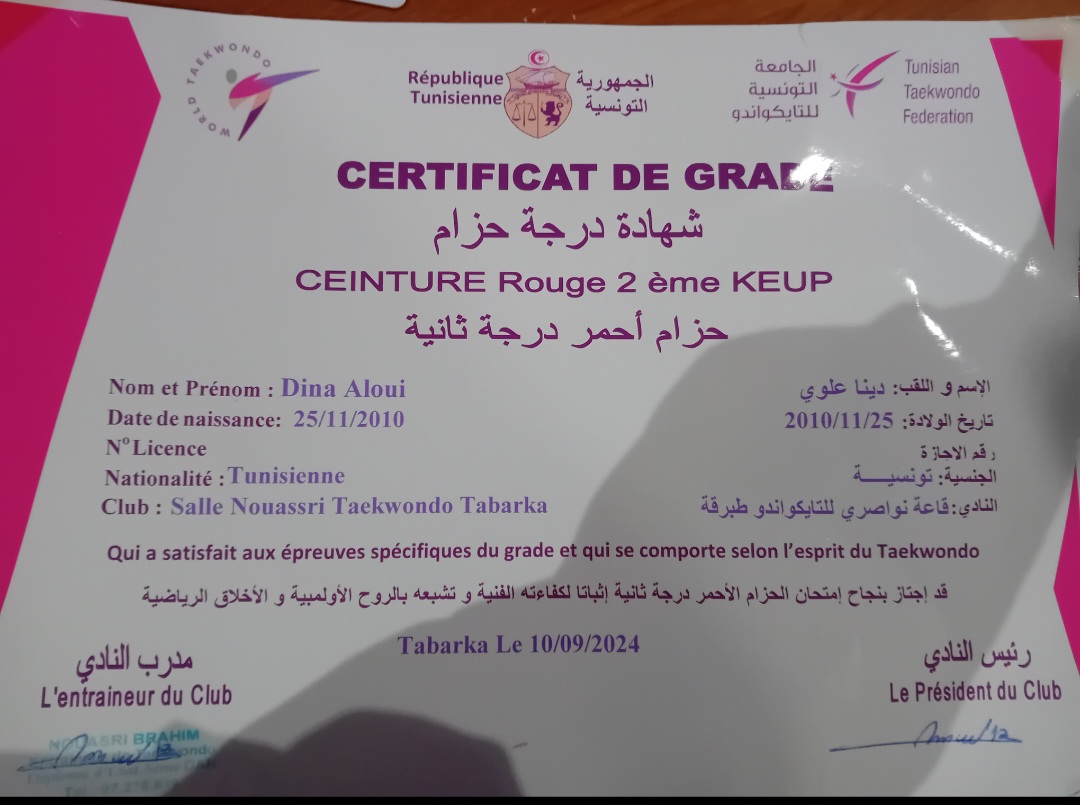 WORLD TAEKWONDO
République
Tunisienne
الجمهورية
التونسية
الجامعة
التونسية
للتايكواندو
Tunisian
Taekwondo
Federation
CERTIFICAT DE GRADE
شهادة درجة حزام
CEINTURE Rouge 2 ème KEUP
حزام أحمر درجة ثانية
Nom et Prénom : Dina Aloui
الإسم و اللقب: دينا علوي
Date de naissance: 25/11/2010
تاريخ الولادة: 2010/11/25
N° Licence
رقم الاجازة
Nationalité : Tunisienne
الجنسية: تونسيـــة
Club : Salle Nouassri Taekwondo Tabarka
النادي: قاعة نواصري للتايكواندو طبرقة
Qui a satisfait aux épreuves spécifiques du grade et qui se comporte selon l'esprit du Taekwondo
قد إجتاز بنجاح إمتحان الحزام الأحمر درجة ثانية إثباتا لكفاءته الفنية و تشبعه بالروح الأولمبية و الأخلاق الرياضية
Tabarka Le 10/09/2024
مدرب النادي
L'entraineur du Club
رئيس النادي
Le Président du Club
NOUASRI BRAHIM